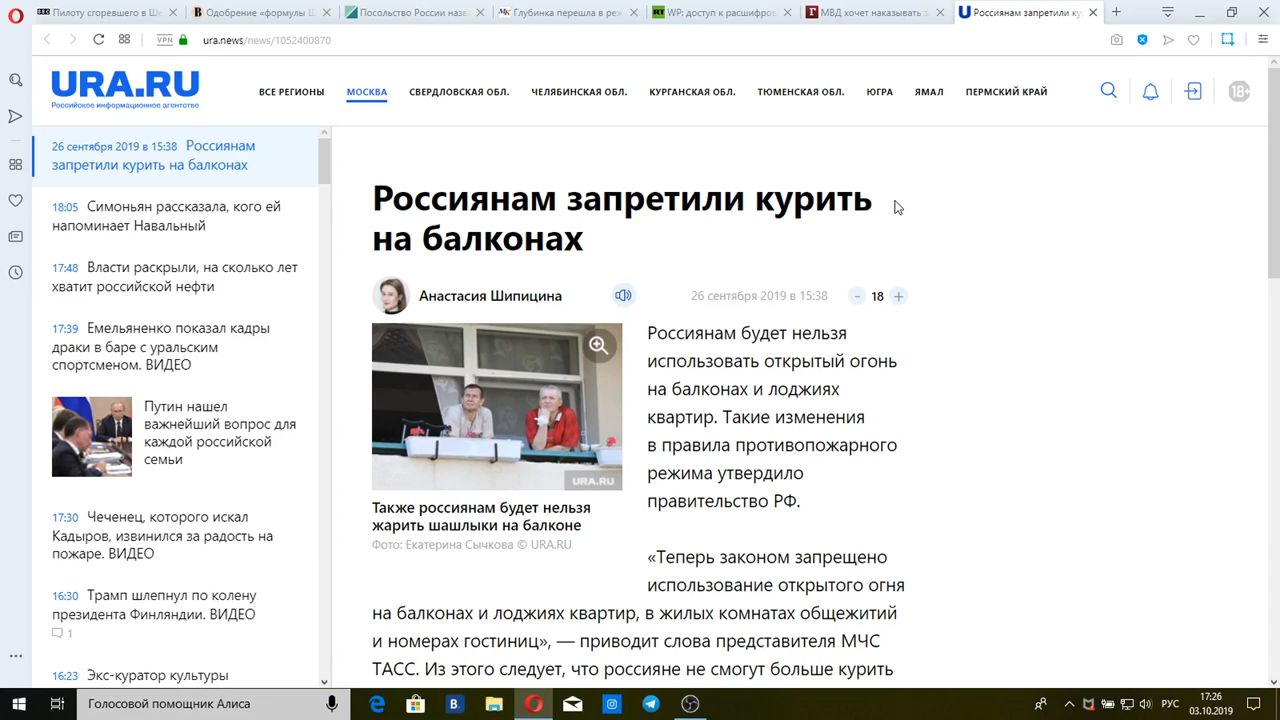 Пилоту сгоревшего в Ше
Одобрение «формулы Ш
Посольство России назв
Глубинка перешла в реж
WP: доступ к расшифров
МВД хочет наказывать з
Россиянам запретили ку
VPN
ura.news/news/1052400870
URA.RU
Российское информационное агентство
ВСЕ РЕГИОНЫ МОСКВА СВЕРДЛОВСКАЯ ОБЛ. ЧЕЛЯБИНСКАЯ ОБЛ. КУРГАНСКАЯ ОБЛ. ТЮМЕНСКАЯ ОБЛ. ЮГРА ЯМАЛ ПЕРМСКИЙ КРАЙ
18+
26 сентября 2019 в 15:38 Россиянам
запретили курить на балконах
18:05 Симоньян рассказала, кого ей
напоминает Навальный
17:48 Власти раскрыли, на сколько лет
хватит российской нефти
17:39 Емельяненко показал кадры
драки в баре с уральским
спортсменом. ВИДЕО
Путин нашел
важнейший вопрос для
каждой российской
семьи
17:30 Чеченец, которого искал
Кадыров, извинился за радость на
пожаре. ВИДЕО
16:30 Трамп шлепнул по колену
президента Финляндии. ВИДЕО
1
16:23 Экс-куратор культуры
Россиянам запретили курить
на балконах
Анастасия Шипицина
26 сентября 2019 в 15:38
- 18 +
URA.RU
Также россиянам будет нельзя
жарить шашлыки на балконе
Фото: Екатерина Сычкова © URA.RU
Россиянам будет нельзя
использовать открытый огонь
на балконах и лоджиях
квартир. Такие изменения
в правила противопожарного
режима утвердило
правительство РФ.
«Теперь законом запрещено
использование открытого огня
на балконах и лоджиях квартир, в жилых комнатах общежитий
и номерах гостиниц», — приводит слова представителя МЧС
ТАСС. Из этого следует, что россияне не смогут больше курить
Голосовой помощник Алиса
РУС
17:26
03.10.2019